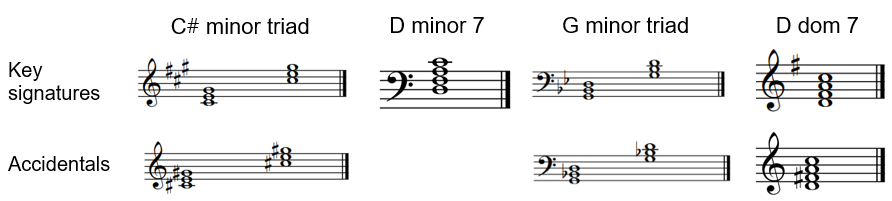 C# minor triad D minor 7 G minor triad D dom 7
Key
signatures
Accidentals